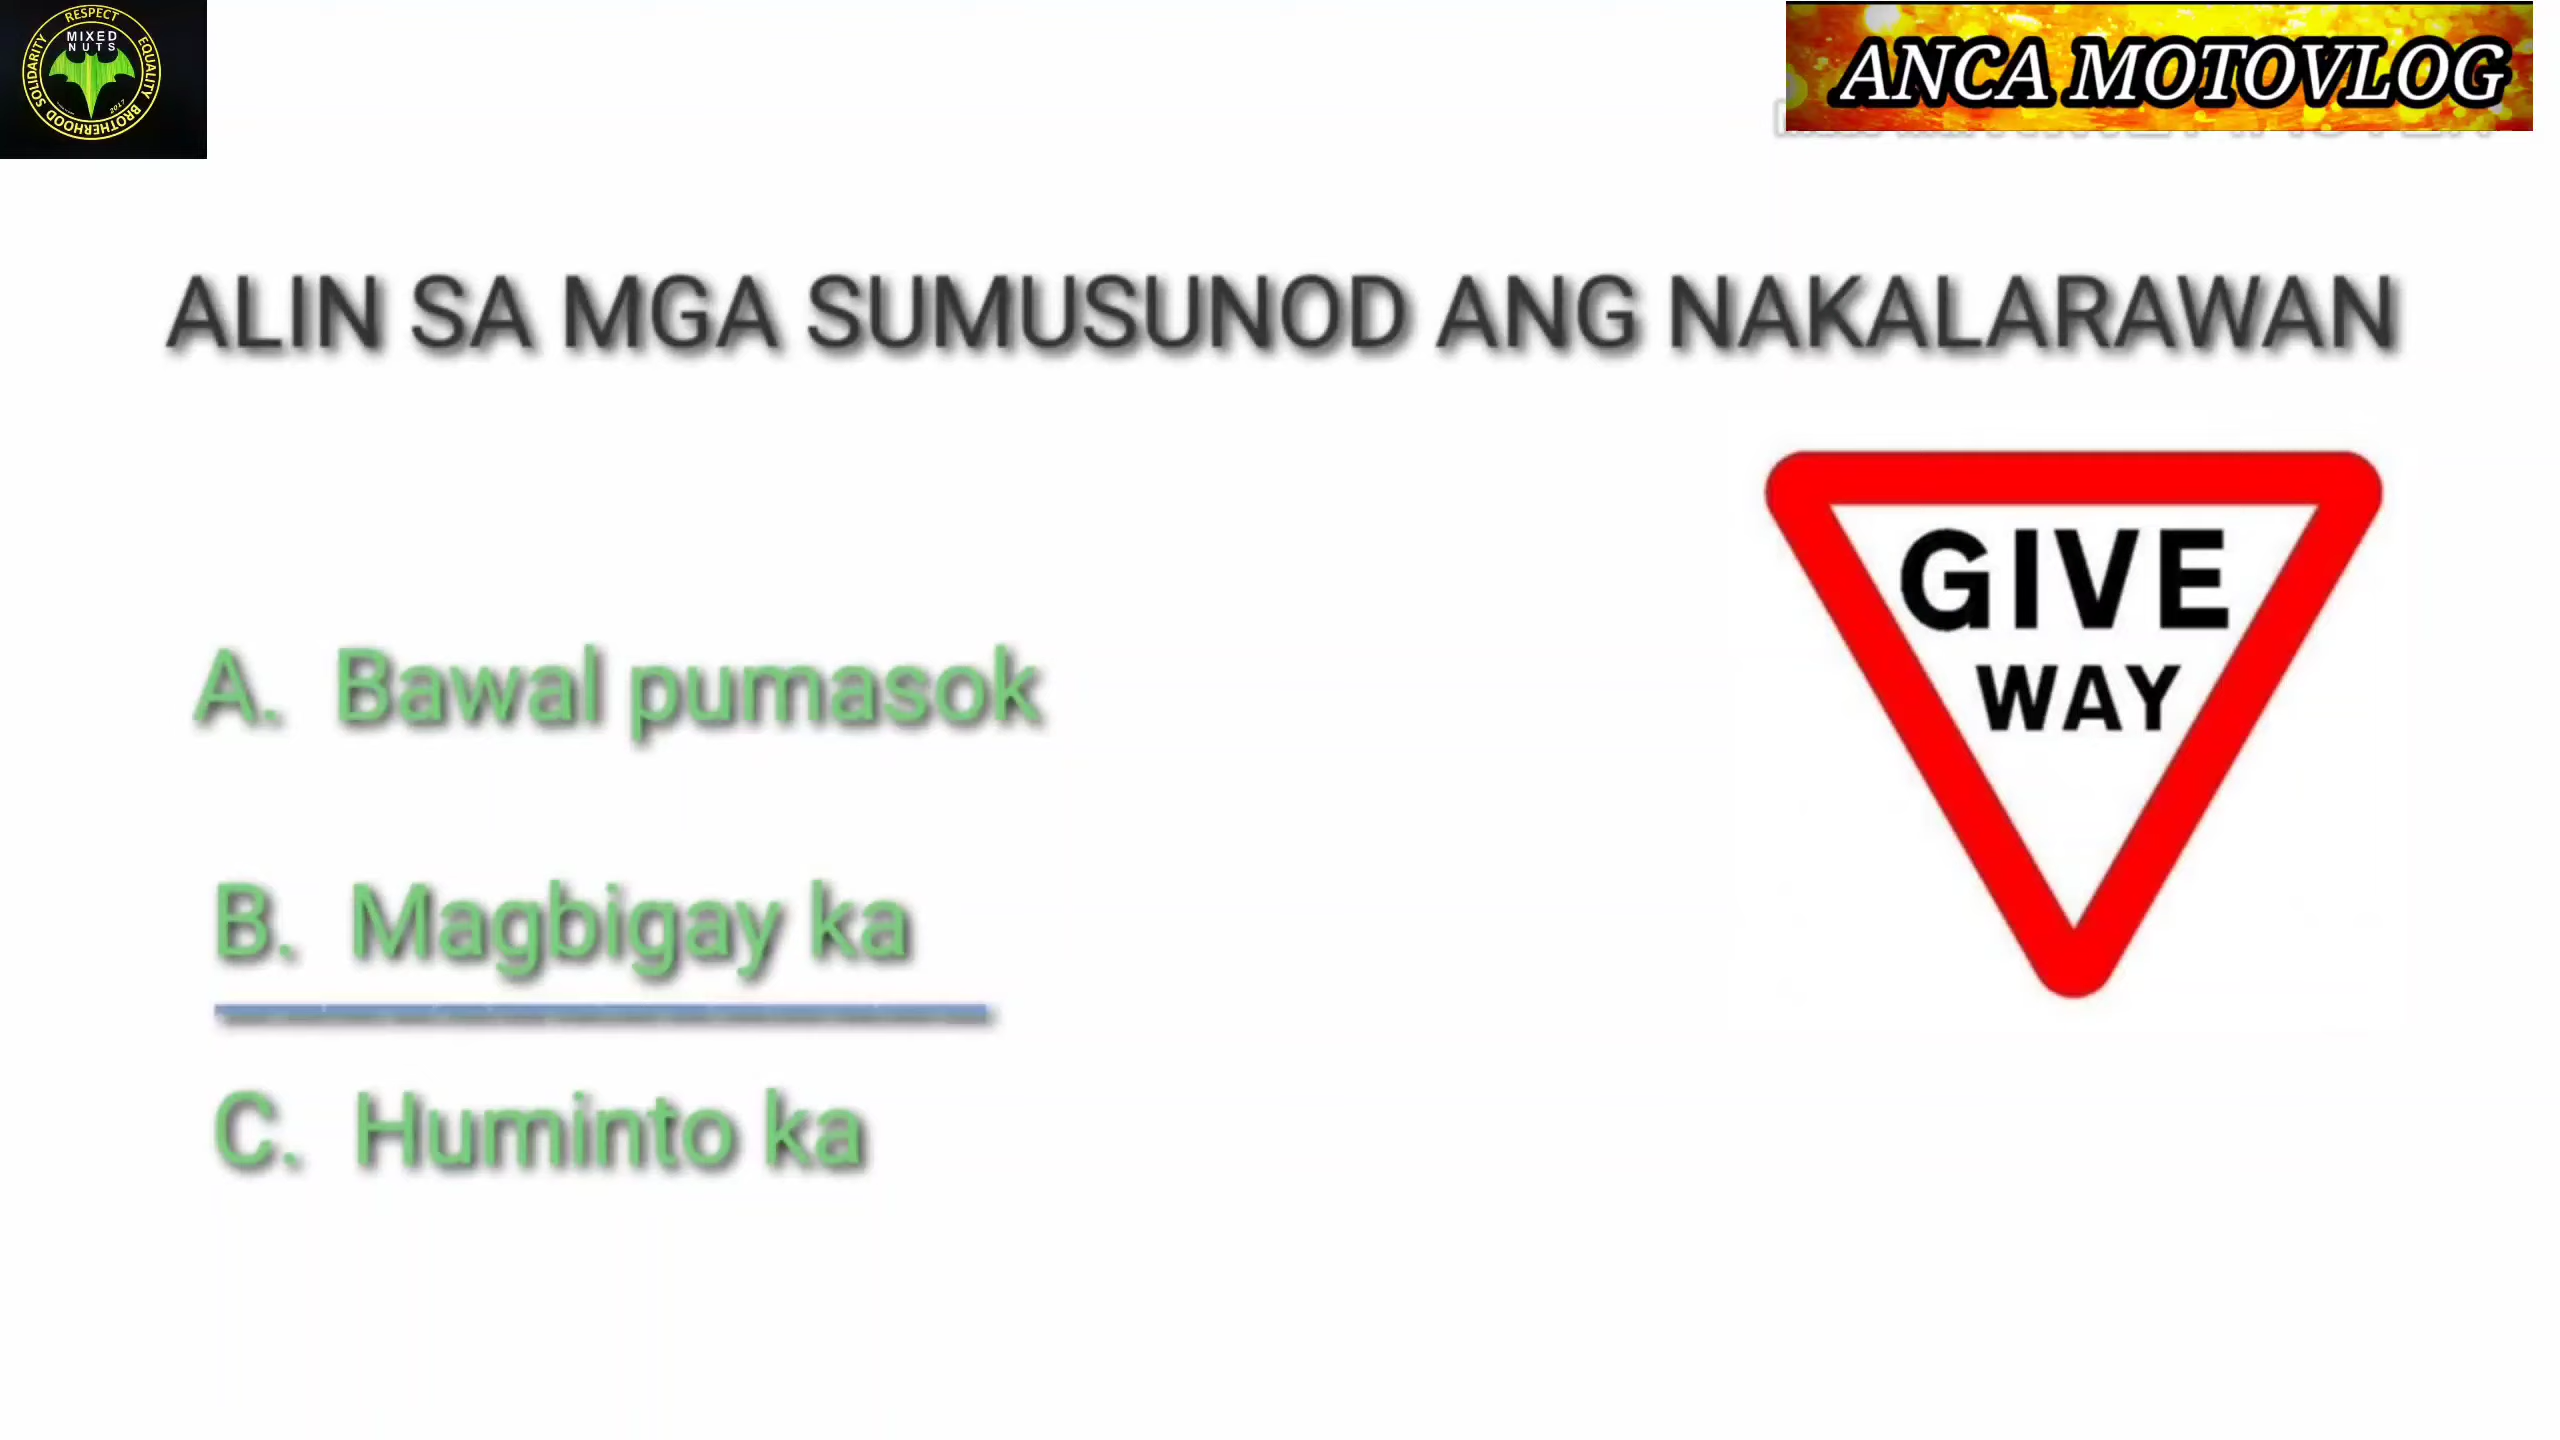 RESPECT
EQUALITY
BROTHERHOOD
SOLIDARITY
MIXED
NUTS
2017
ANCA MOTOVLOG
ALIN SA MGA SUMUSUNOD ANG NAKALARAWAN
GIVE
WAY
A. Bawal pumasok
B. Magbigay ka
C. Huminto ka